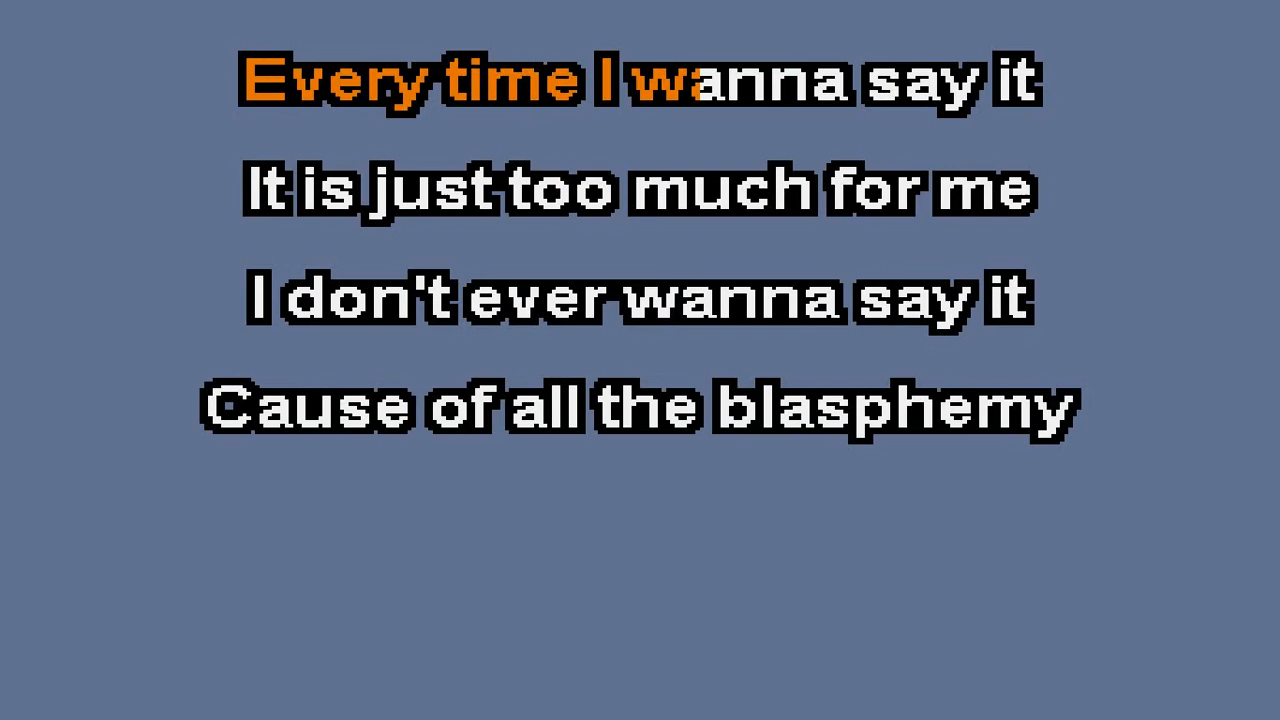 Every time I wanna say it
It is just too much for me
I don't ever wanna say it
Cause of all the blasphemy